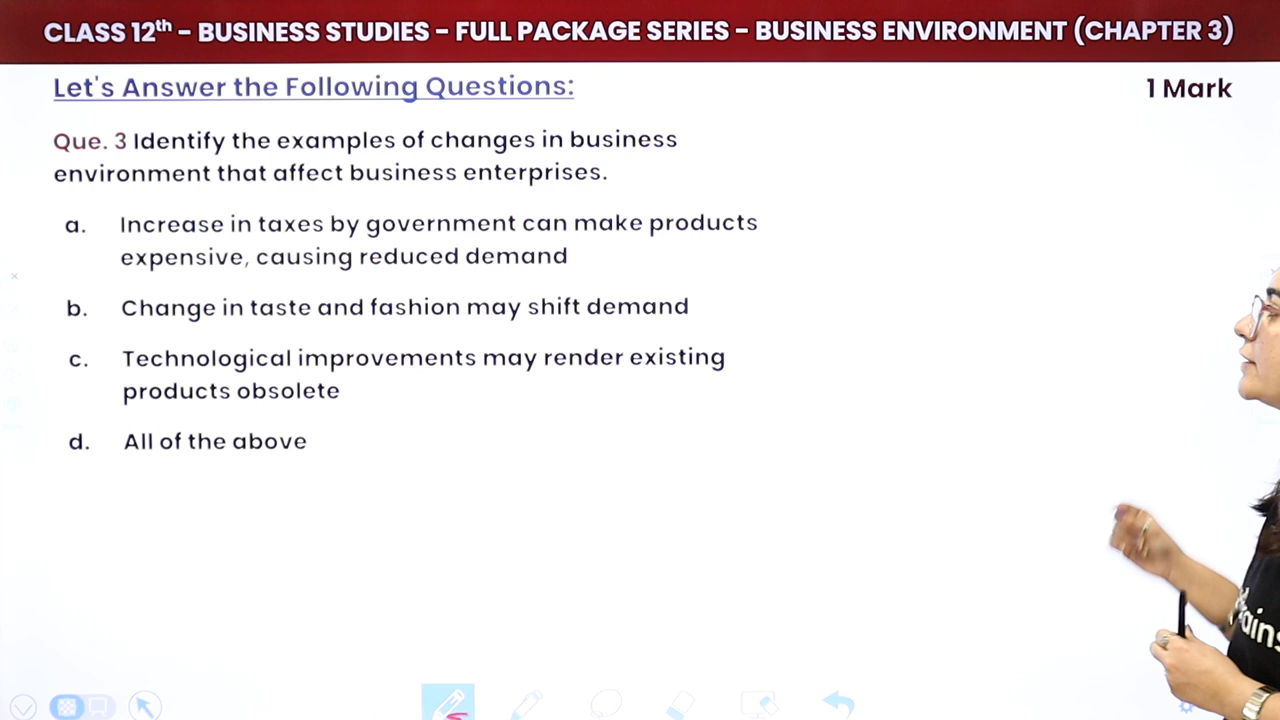 CLASS 12th – BUSINESS STUDIES – FULL PACKAGE SERIES – BUSINESS ENVIRONMENT (CHAPTER 3)
Let's Answer the Following Questions:
1 Mark
Que. 3 Identify the examples of changes in business
environment that affect business enterprises.
a. Increase in taxes by government can make products
expensive, causing reduced demand
b. Change in taste and fashion may shift demand
c. Technological improvements may render existing
products obsolete
d. All of the above